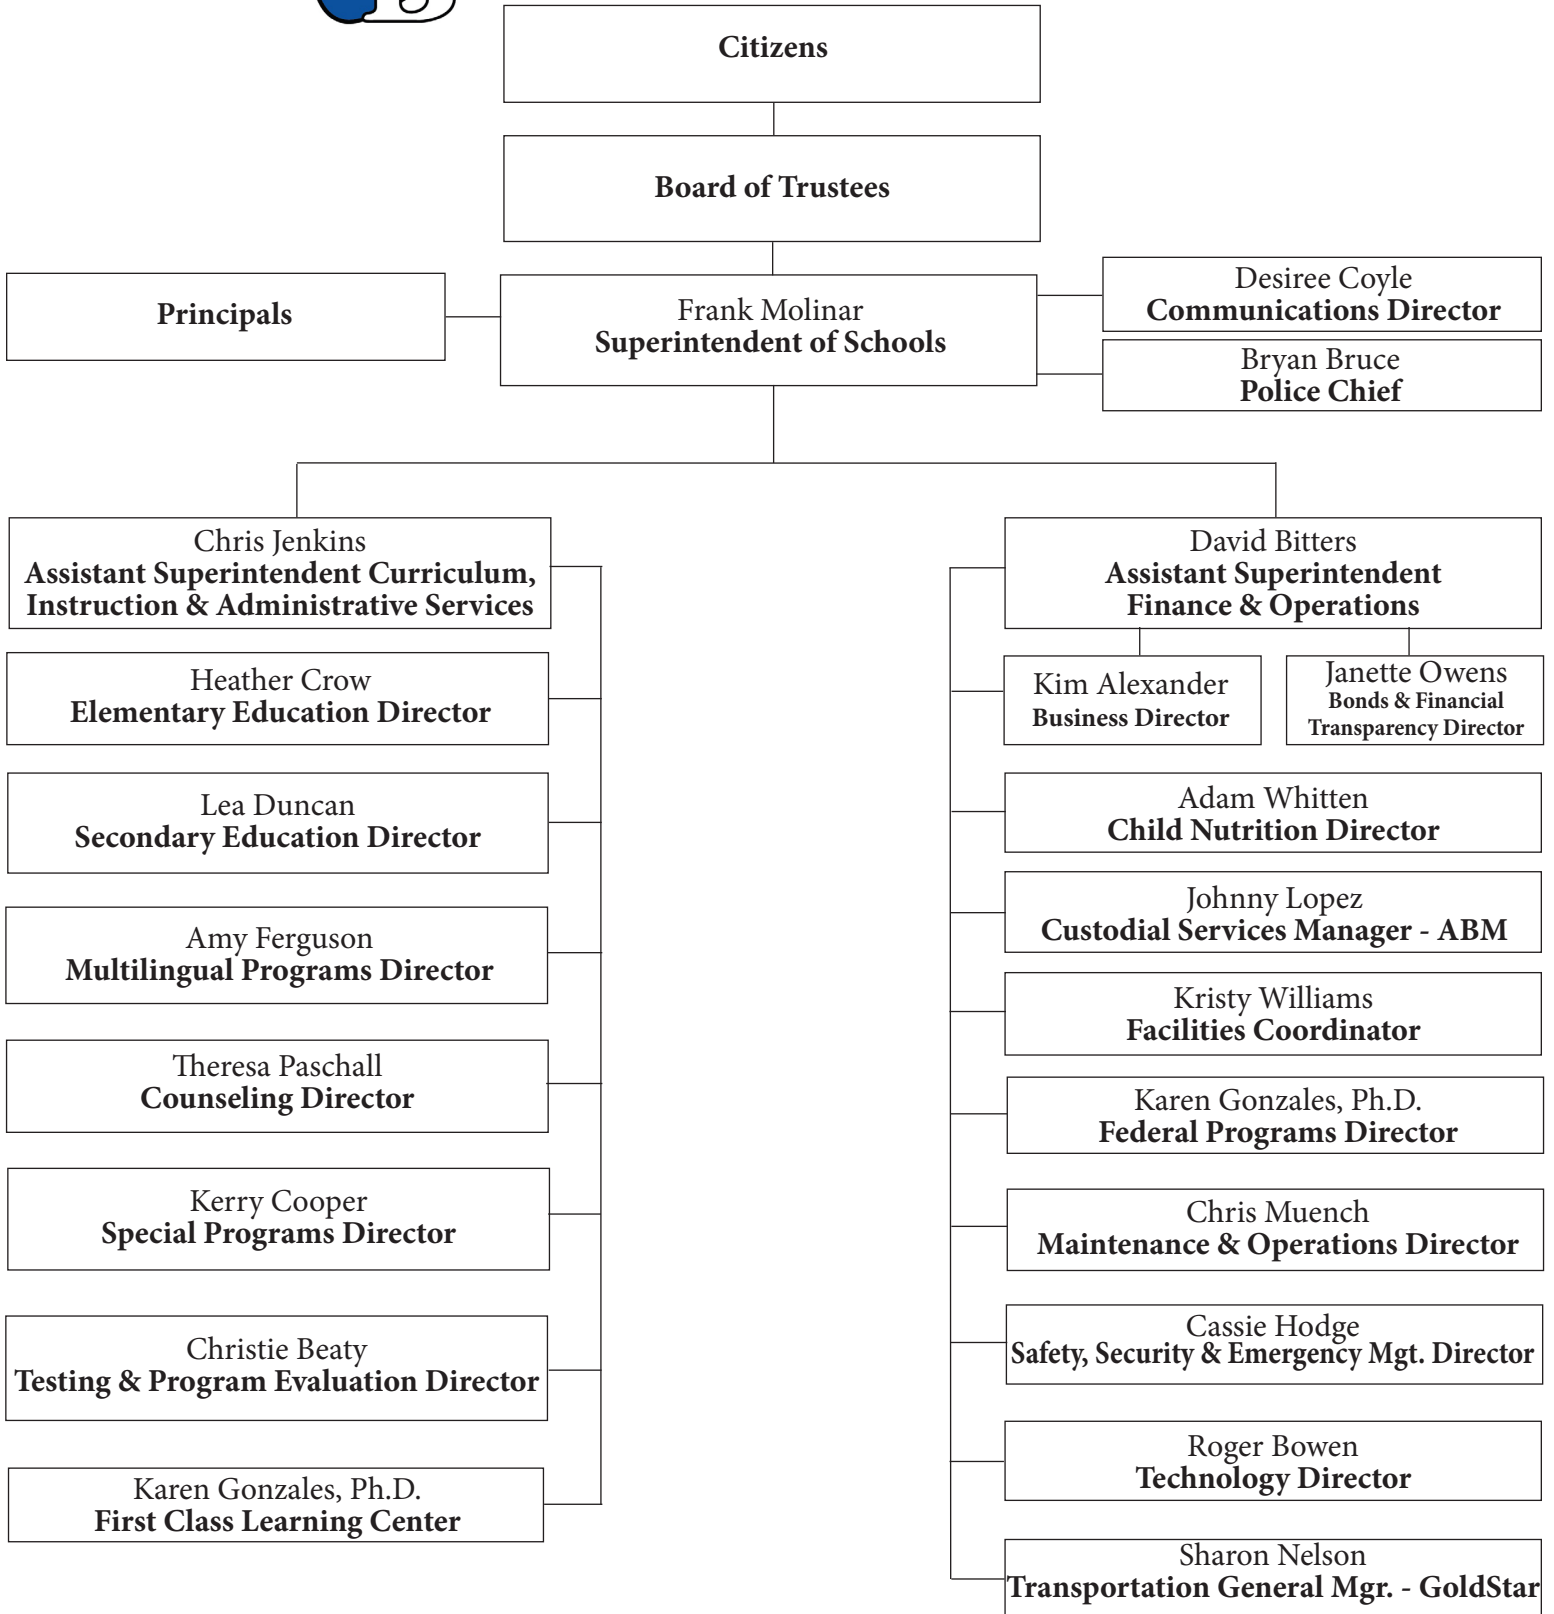 Citizens
Board of Trustees
Principals
Frank Molinar
Superintendent of Schools
Desiree Coyle
Communications Director
Bryan Bruce
Police Chief
Chris Jenkins
Assistant Superintendent Curriculum,
Instruction & Administrative Services
Heather Crow
Elementary Education Director
Lea Duncan
Secondary Education Director
Amy Ferguson
Multilingual Programs Director
Theresa Paschall
Counseling Director
Kerry Cooper
Special Programs Director
Christie Beaty
Testing & Program Evaluation Director
Karen Gonzales, Ph.D.
First Class Learning Center
David Bitters
Assistant Superintendent
Finance & Operations
Kim Alexander
Business Director
Janette Owens
Bonds & Financial
Transparency Director
Adam Whitten
Child Nutrition Director
Johnny Lopez
Custodial Services Manager - ABM
Kristy Williams
Facilities Coordinator
Karen Gonzales, Ph.D.
Federal Programs Director
Chris Muench
Maintenance & Operations Director
Cassie Hodge
Safety, Security & Emergency Mgt. Director
Roger Bowen
Technology Director
Sharon Nelson
Transportation General Mgr. - GoldStar